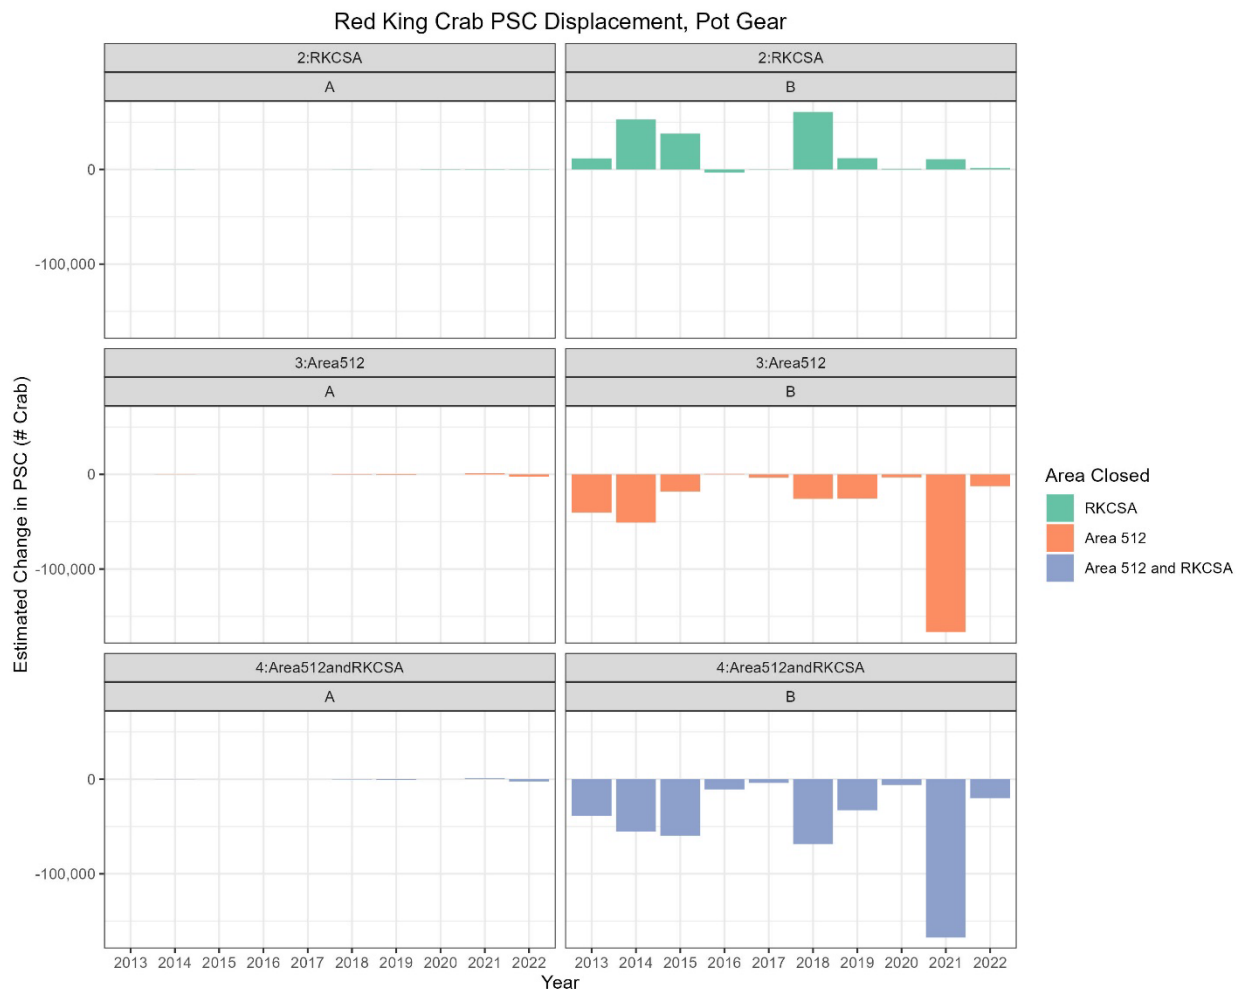 Red King Crab PSC Displacement, Pot Gear
2:RKCSA
2:RKCSA
A
B
0
-100,000
3:Area512
3:Area512
A
B
0
-100,000
4:Area512andRKCSA
4:Area512andRKCSA
A
B
0
-100,000
2013 2014 2015 2016 2017 2018 2019 2020 2021 2022
2013 2014 2015 2016 2017 2018 2019 2020 2021 2022
Year
Estimated Change in PSC (# Crab)
Area Closed
RKCSA
Area 512
Area 512 and RKCSA